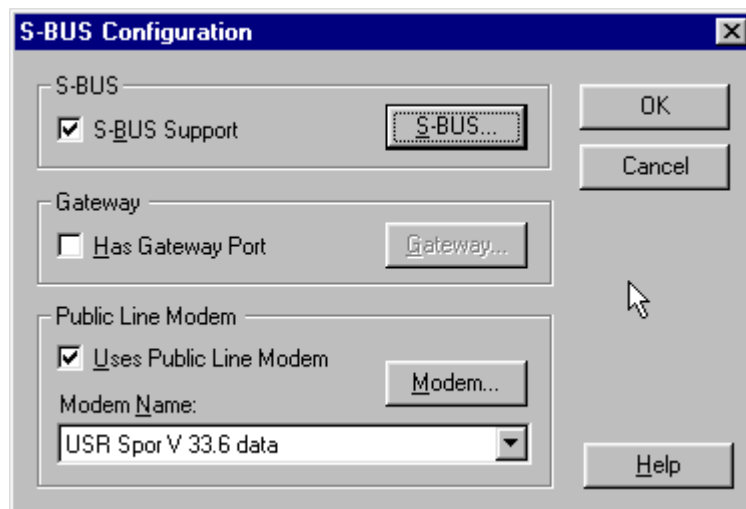 S-BUS Configuration
S-BUS
S-BUS Support
S-BUS...
OK
Cancel
Gateway
Has Gateway Port
Gateway...
Public Line Modem
Uses Public Line Modem
Modem...
Modem Name:
USR Spor V 33.6 data
Help